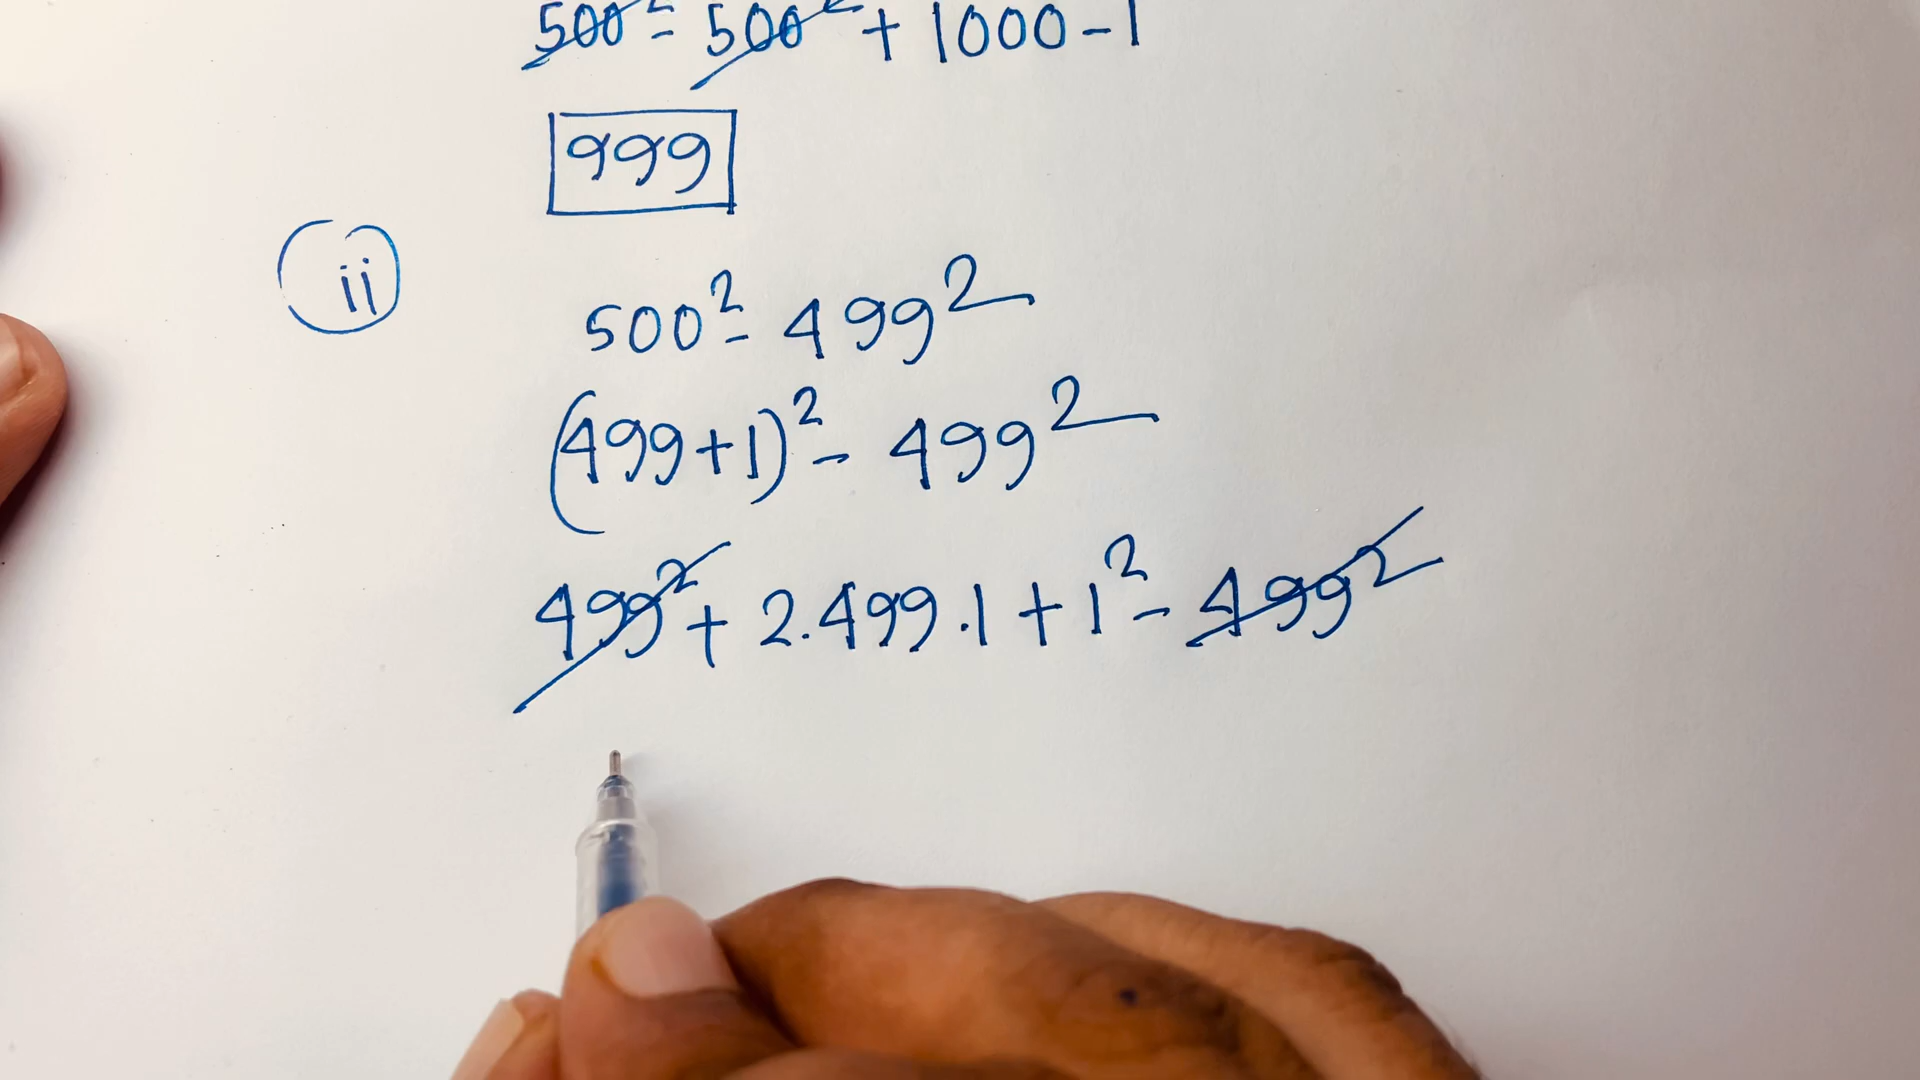 500² - 500² + 1000 - 1
999
ii
500² - 499²
(499+1)² - 499²
499² + 2.499.1 + 1² - 499²